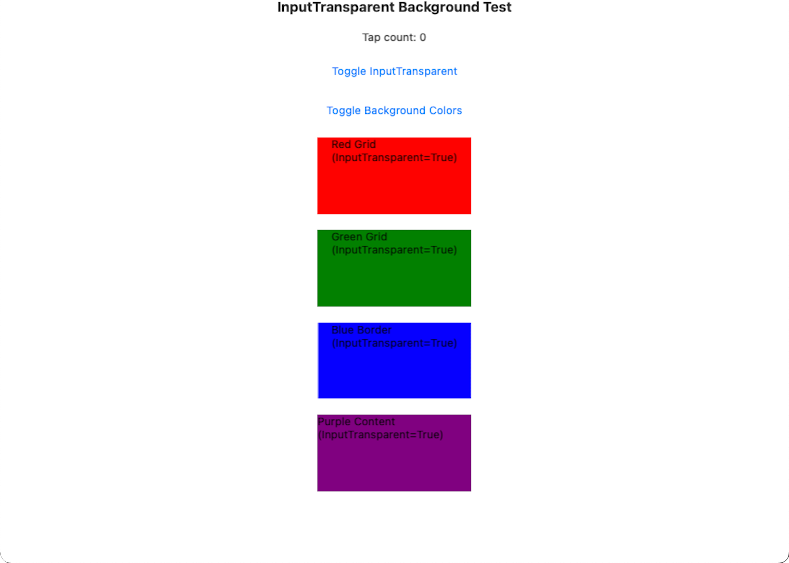 InputTransparent Background Test
Tap count: 0
Toggle InputTransparent
Toggle Background Colors
Red Grid
(InputTransparent=True)
Green Grid
(InputTransparent=True)
Blue Border
(InputTransparent=True)
Purple Content
(InputTransparent=True)